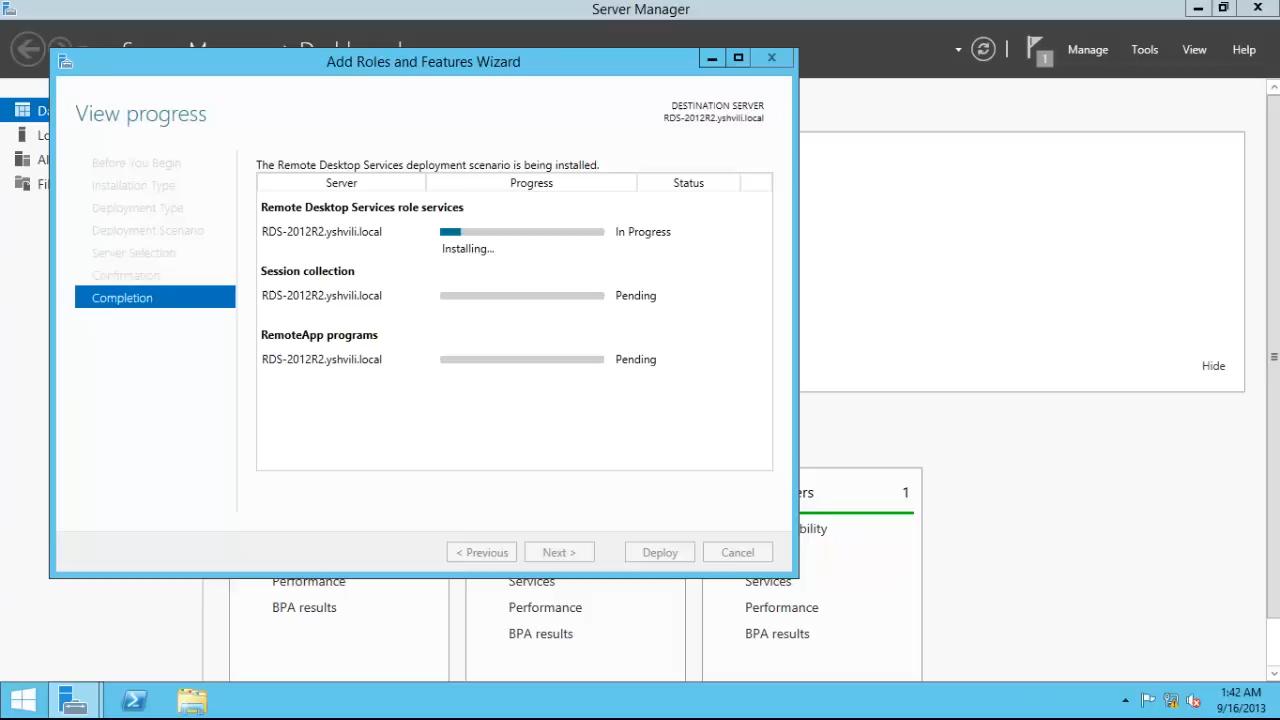 Server Manager
Manage
Tools
View
Help
1
Add Roles and Features Wizard
View progress
DESTINATION SERVER
RDS-2012R2.yshvili.local
Before You Begin
Installation Type
Deployment Type
Deployment Scenario
Server Selection
Confirmation
Completion
The Remote Desktop Services deployment scenario is being installed.
Server Progress Status
Remote Desktop Services role services
RDS-2012R2.yshvili.local In Progress
Installing...
Session collection
RDS-2012R2.yshvili.local Pending
RemoteApp programs
RDS-2012R2.yshvili.local Pending
< Previous
Next >
Deploy
Cancel
Hide
ers 1
bility
Performance
BPA results
Services
Performance
BPA results
Services
Performance
BPA results
1:42 AM
9/16/2013